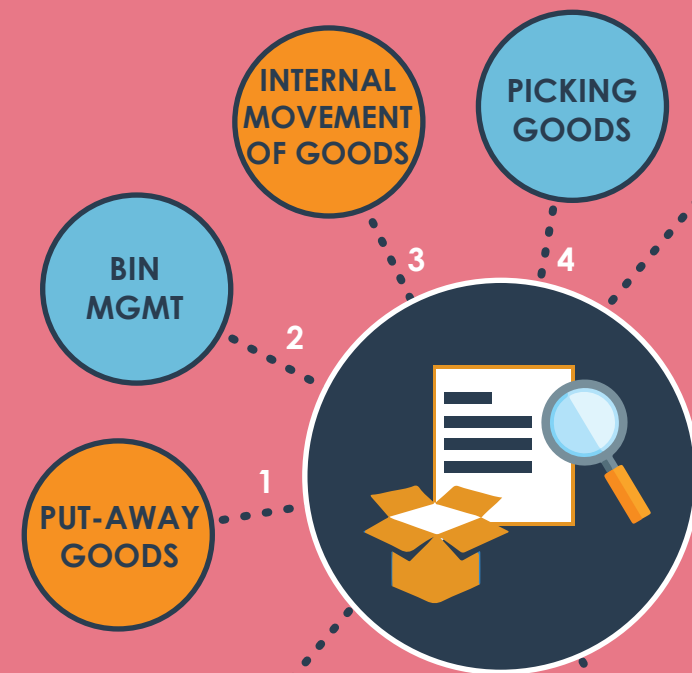 1
PUT-AWAY
GOODS
2
BIN
MGMT
3
INTERNAL
MOVEMENT
OF GOODS
4
PICKING
GOODS